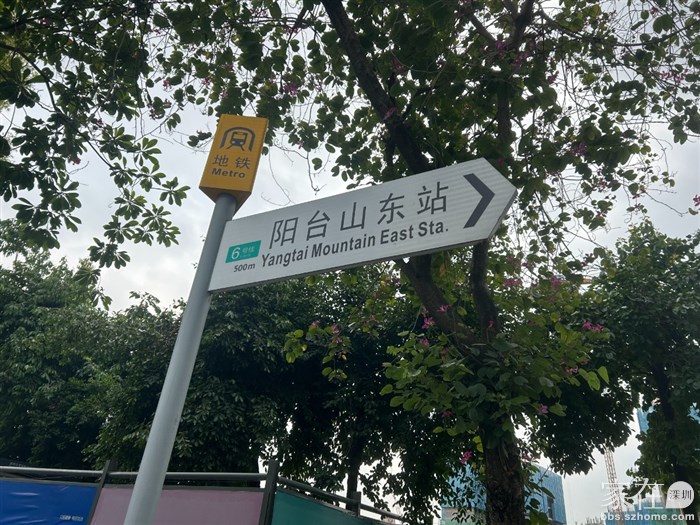 地铁
Metro
阳台山东站
6号线
Yangtai Mountain East Sta.
500m
家在深圳
bbs.szhome.com